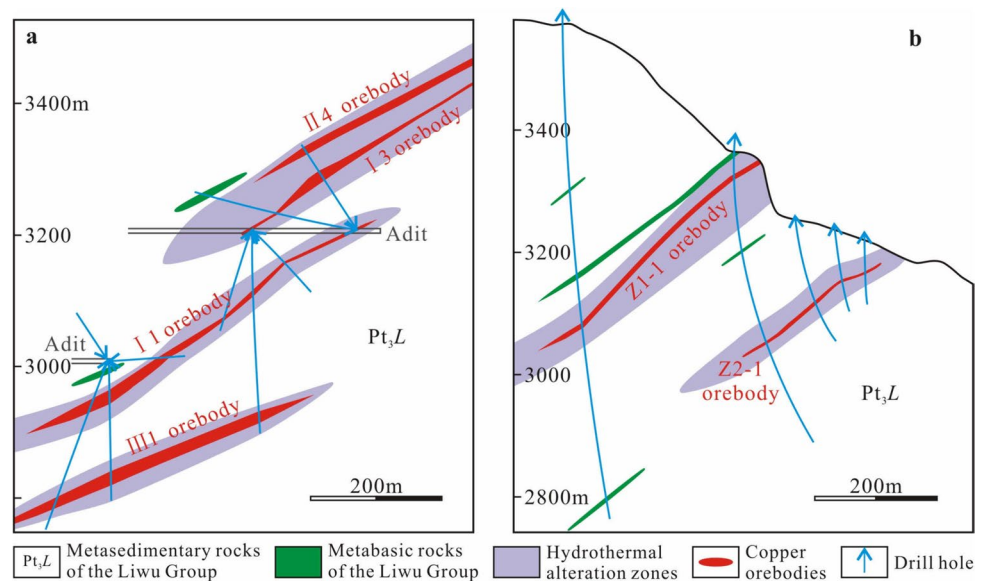 a
3400m
3200
3000
II4 orebody
I 3 orebody
Adit
I 1 orebody
Adit
III1 orebody
Pt₃L
200m
b
3400
3200
3000
2800m
Z1-1 orebody
Z2-1
orebody
Pt₃L
200m
Pt₃L
Metasedimentary rocks
of the Liwu Group
Metabasic rocks
of the Liwu Group
Hydrothermal
alteration zones
Copper
orebodies
Drill hole